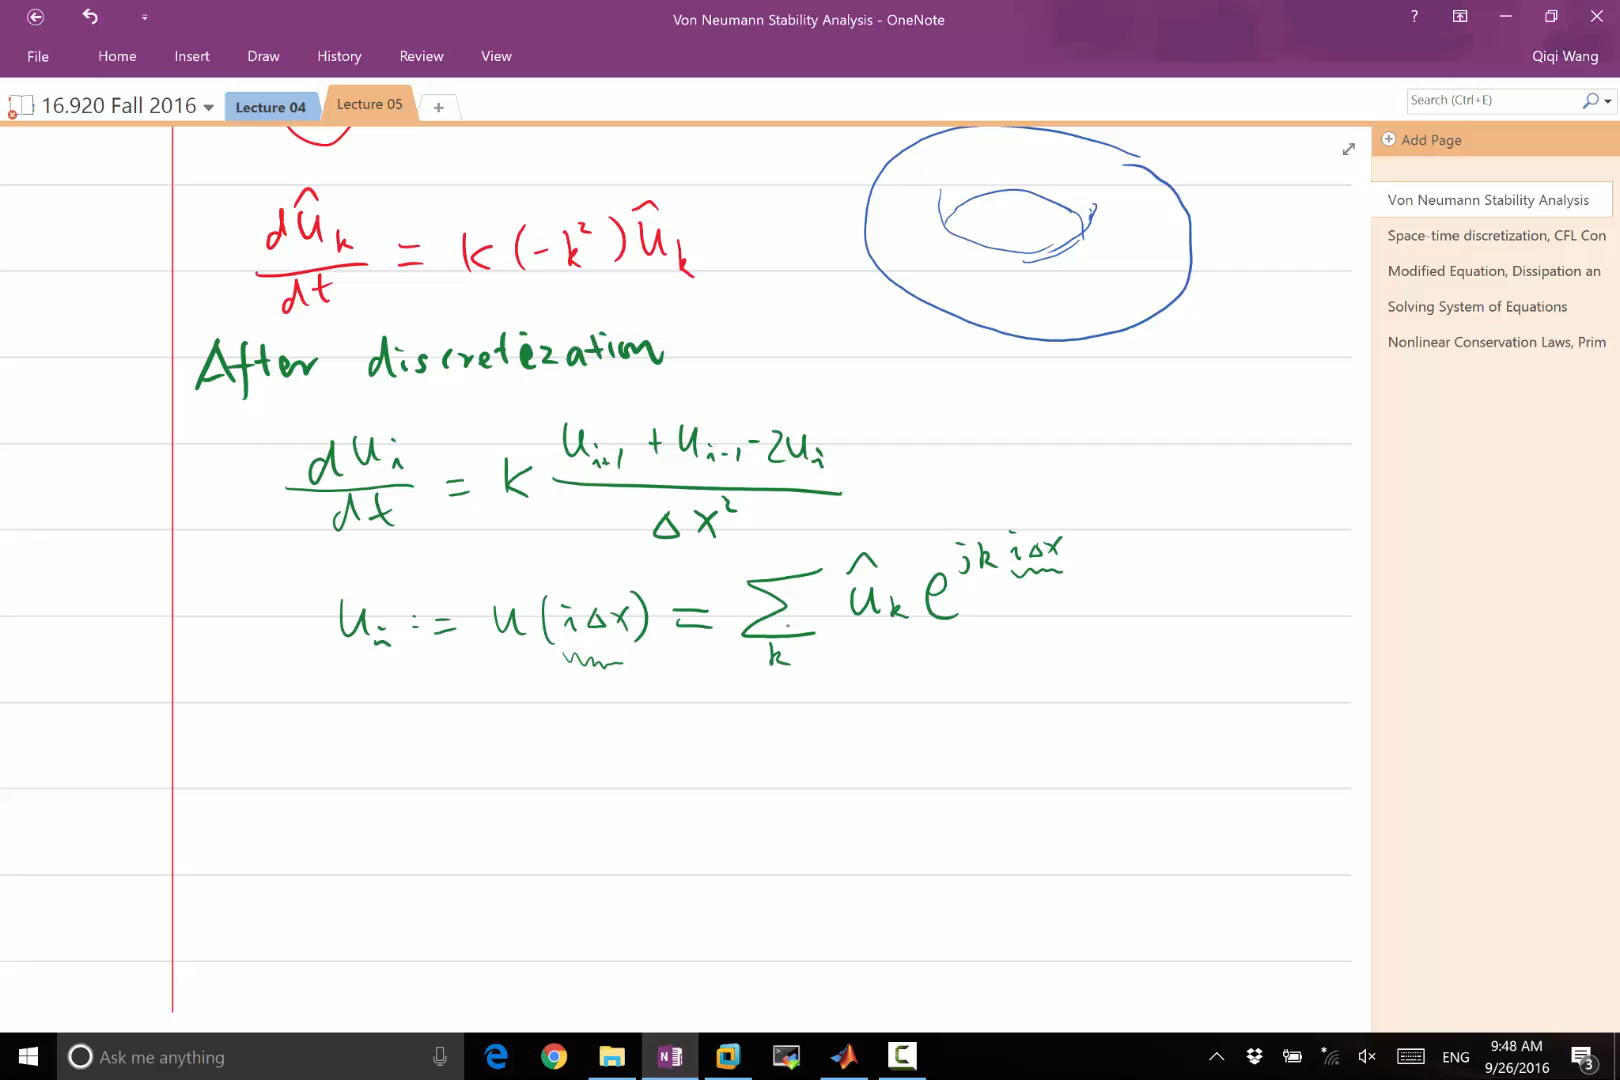 Von Neumann Stability Analysis - OneNote
?
File Home Insert Draw History Review View
Qiqi Wang
16.920 Fall 2016 Lecture 04 Lecture 05 +
Search (Ctrl+E)
Add Page
Von Neumann Stability Analysis
Space-time discretization, CFL Con
Modified Equation, Dissipation an
Solving System of Equations
Nonlinear Conservation Laws, Prim
dû_k/dt = κ(-k²)û_k
After discretization
du_i/dt = κ (u_{i+1} + u_{i-1} - 2u_i)/Δx²
u_i := u(iΔx) = Σ_k û_k e^{jk iΔx}
Ask me anything
ENG
9:48 AM
9/26/2016
3